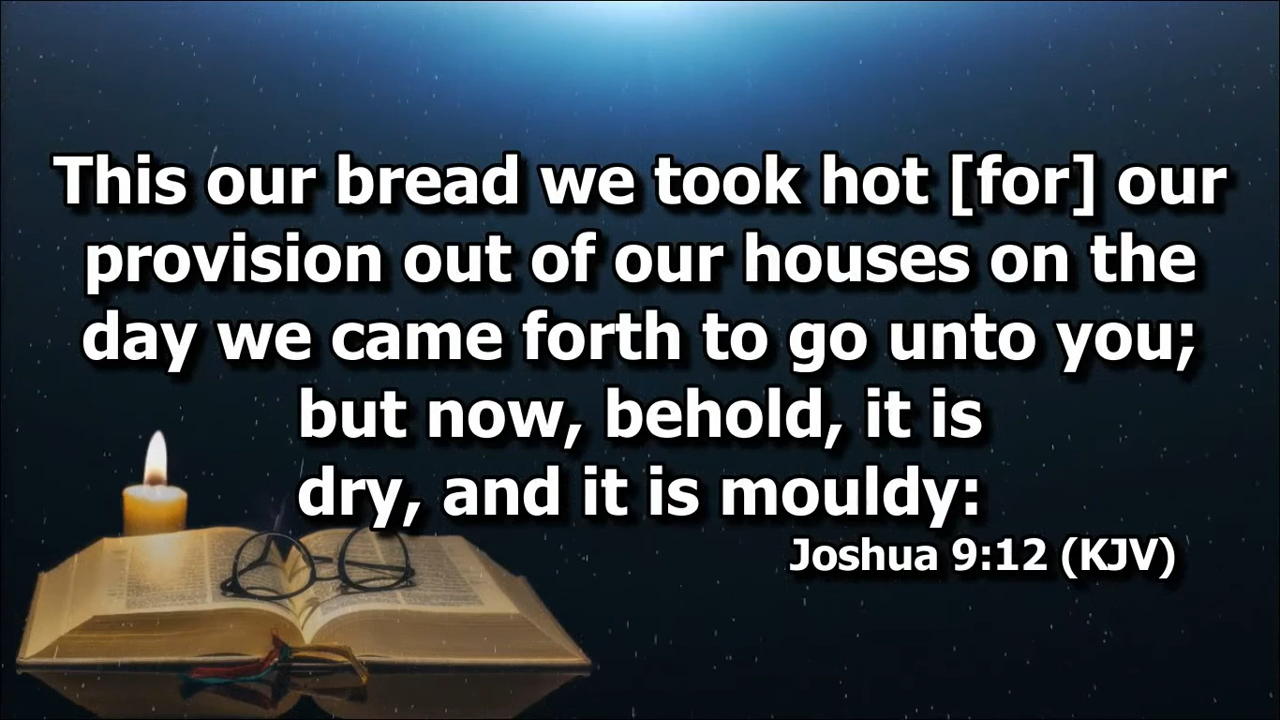 This our bread we took hot [for] our
provision out of our houses on the
day we came forth to go unto you;
but now, behold, it is
dry, and it is mouldy:
Joshua 9:12 (KJV)